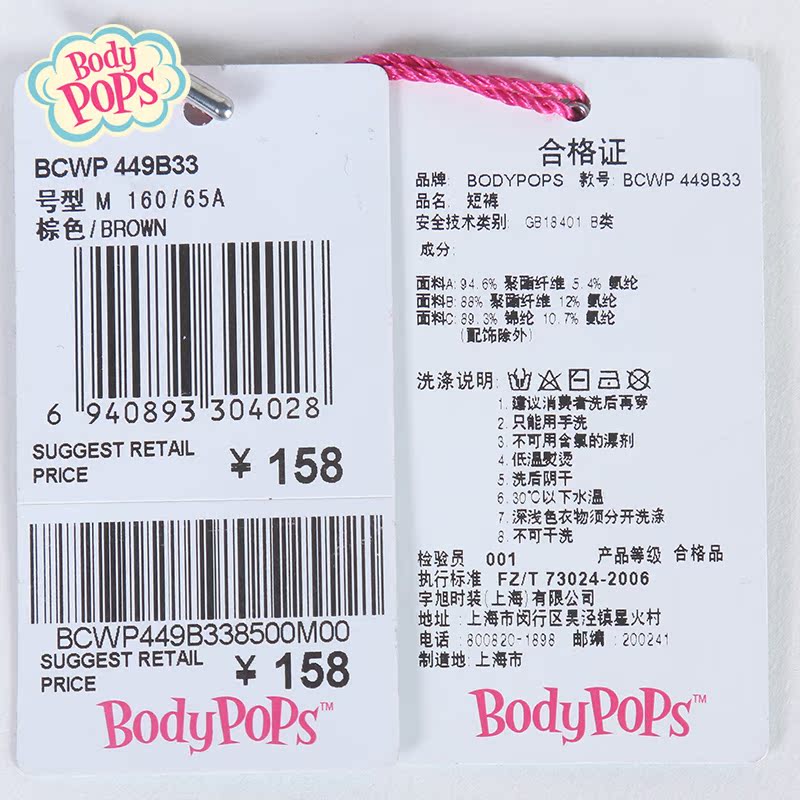 Body
POPS
BCWP 449B33
号型 M 160/65A
棕色/BROWN
6 940893 304028
SUGGEST RETAIL
PRICE
¥ 158
BCWP449B338500M00
SUGGEST RETAIL
PRICE
¥ 158
BodyPOPS™
合格证
品牌: BODYPOPS 款号: BCWP 449B33
品名: 短裤
安全技术类别: GB18401 B类
成分:
面料A: 94.6% 聚酯纤维 5.4% 氨纶
面料B: 88% 聚酯纤维 12% 氨纶
面料C: 89.3% 锦纶 10.7% 氨纶
(配饰除外)
洗涤说明:
1. 建议消费者洗后再穿
2. 只能用手洗
3. 不可用含氯的漂剂
4. 低温熨烫
5. 洗后阴干
6. 30℃以下水温
7. 深浅色衣物须分开洗涤
8. 不可干洗
检验员 001 产品等级 合格品
执行标准 FZ/T 73024-2006
宇旭时装(上海)有限公司
地址:上海市闵行区吴泾镇星火村
电话:800820-1898 邮编:200241
制造地:上海市
BodyPOPS™